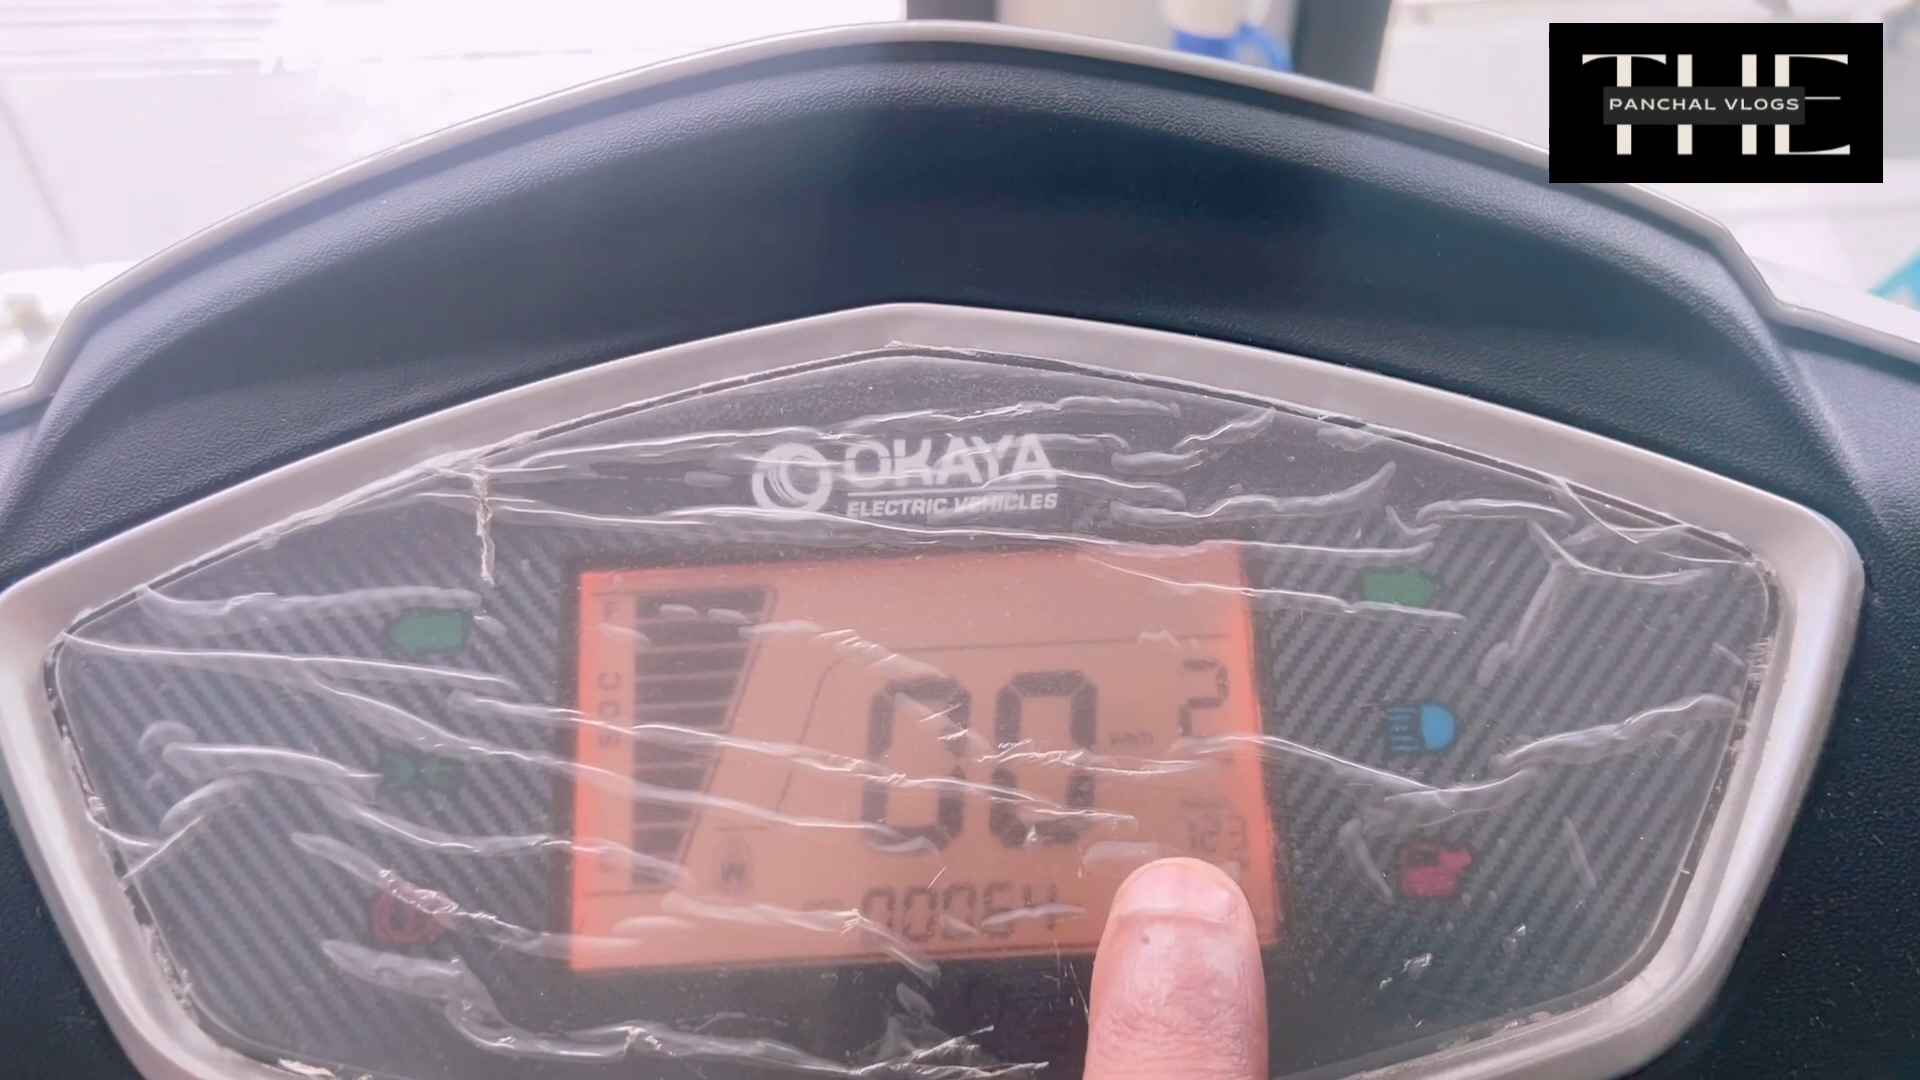 THE
PANCHAL VLOGS
OKAYA
ELECTRIC VEHICLES
F
SOC
00
2
00064